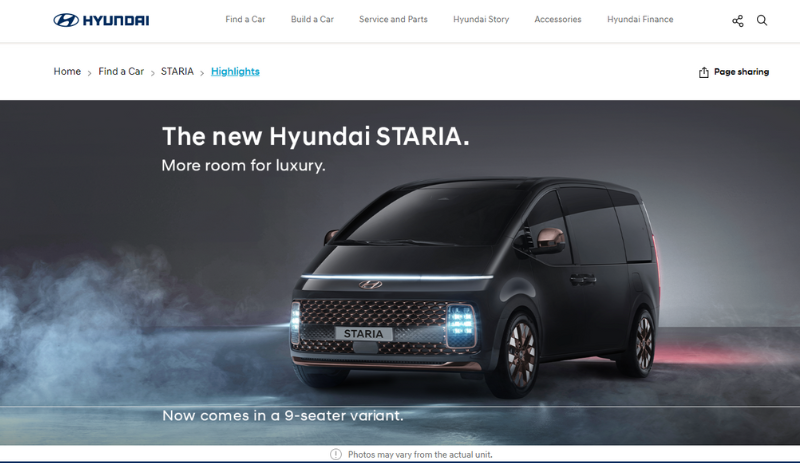 HYUNDAI
Find a Car
Build a Car
Service and Parts
Hyundai Story
Accessories
Hyundai Finance
Home > Find a Car > STARIA > Highlights
Page sharing
The new Hyundai STARIA.
More room for luxury.
STARIA
Now comes in a 9-seater variant.
Photos may vary from the actual unit.